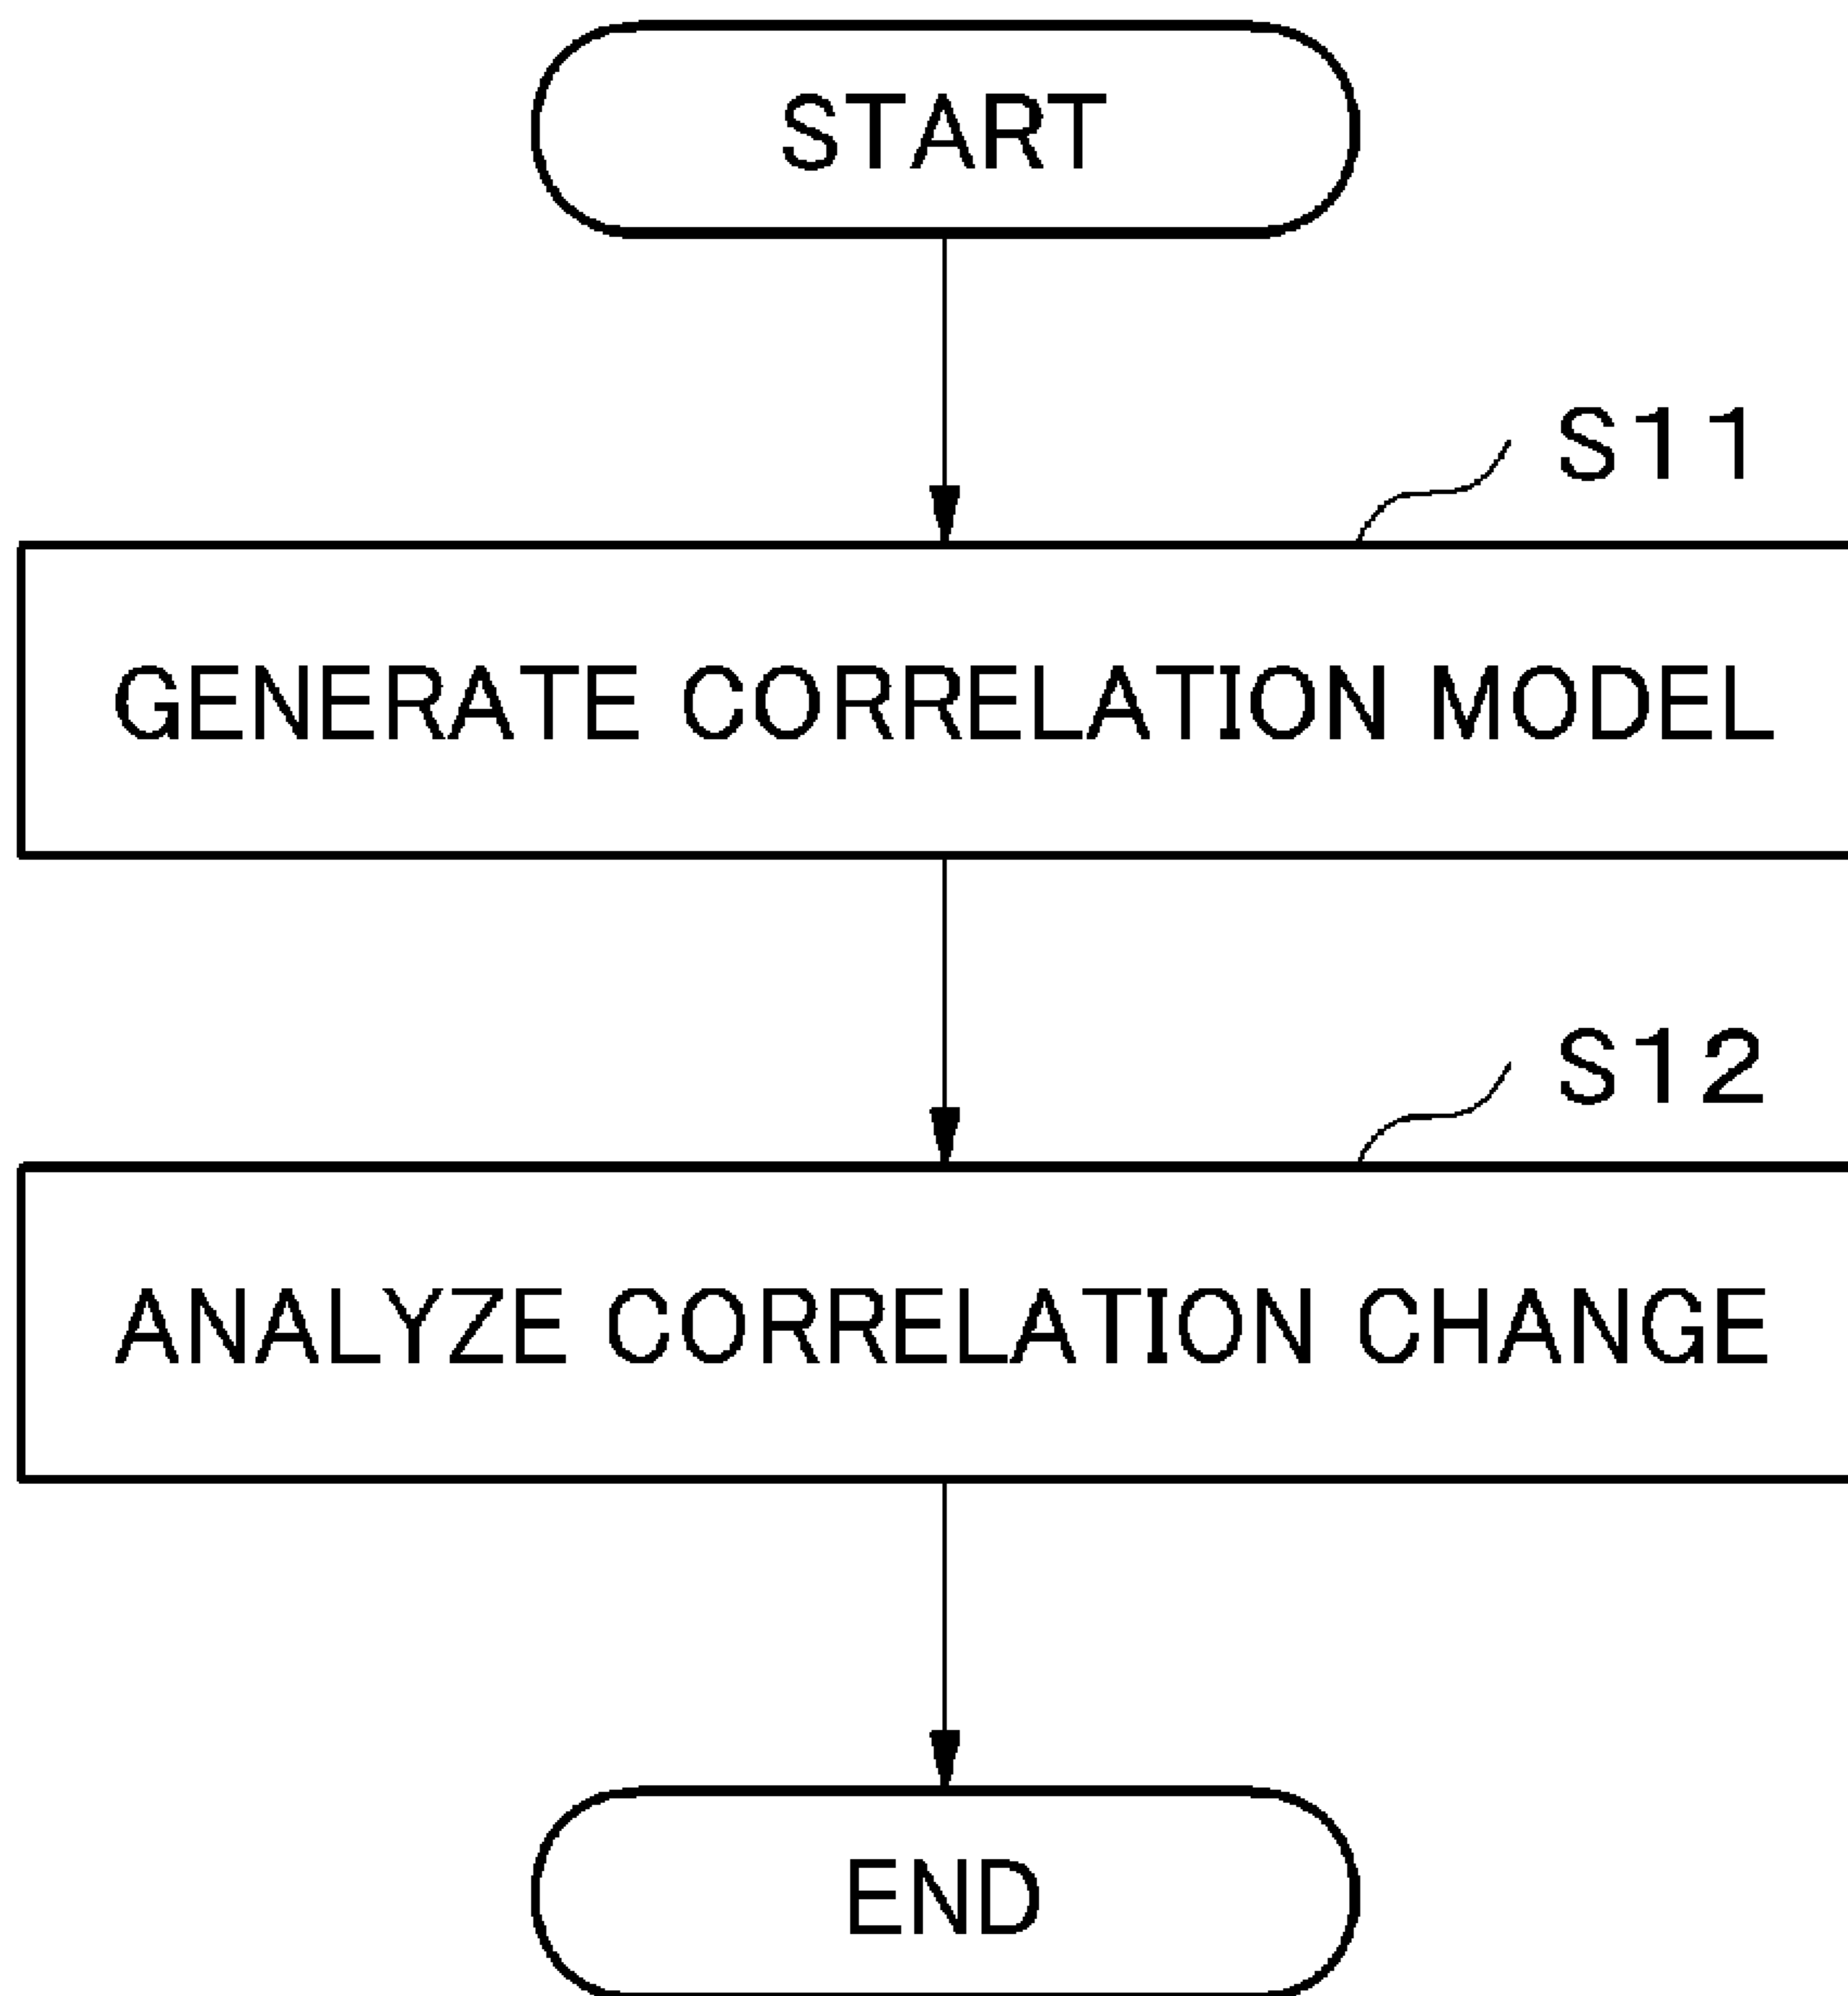 START
S11
GENERATE CORRELATION MODEL
S12
ANALYZE CORRELATION CHANGE
END